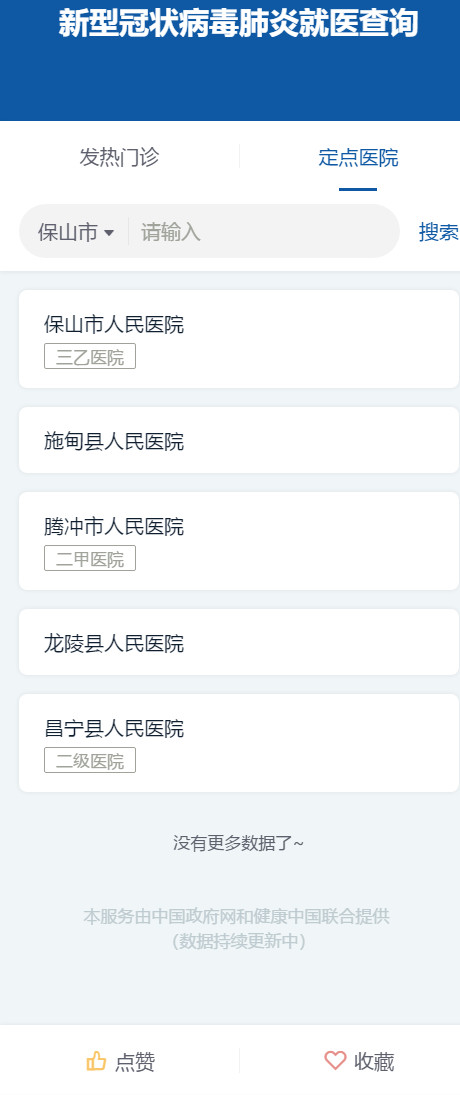 新型冠状病毒肺炎就医查询
发热门诊
定点医院
保山市
请输入
搜索
保山市人民医院
三乙医院
施甸县人民医院
腾冲市人民医院
二甲医院
龙陵县人民医院
昌宁县人民医院
二级医院
没有更多数据了~
本服务由中国政府网和健康中国联合提供
(数据持续更新中)
点赞
收藏